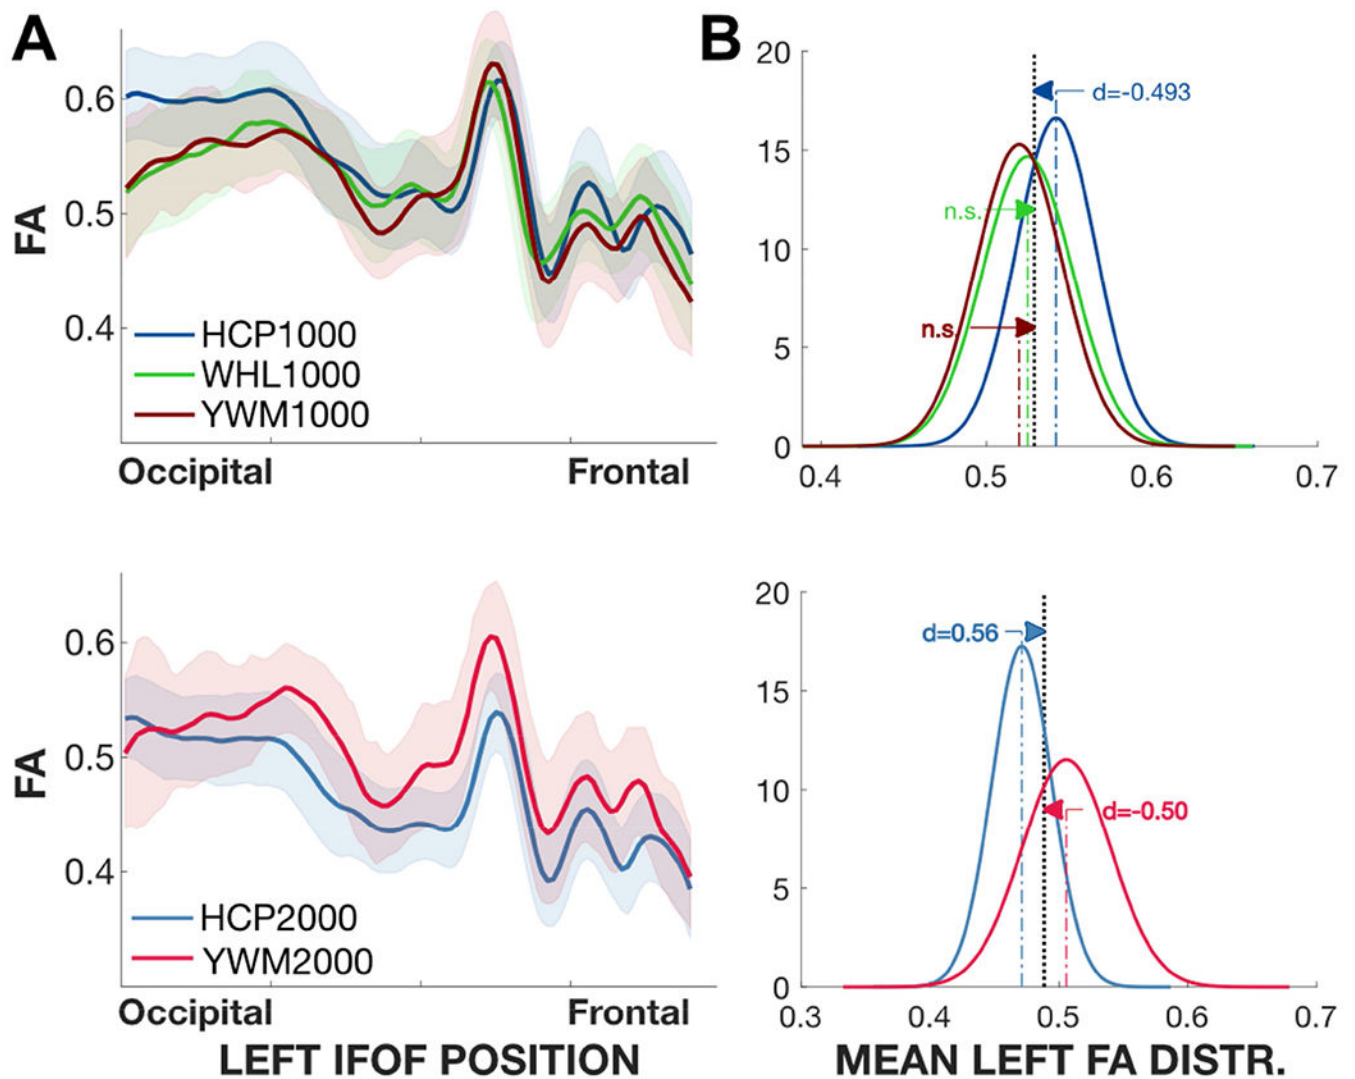 A
B
0.6
0.5
0.4
FA
HCP1000
WHL1000
YWM1000
Occipital Frontal
20
15
10
5
0
d=-0.493
n.s.
n.s.
0.4 0.5 0.6 0.7
0.6
0.5
0.4
FA
HCP2000
YWM2000
Occipital Frontal
LEFT IFOF POSITION
20
15
10
5
0
d=0.56
d=-0.50
0.3 0.4 0.5 0.6 0.7
MEAN LEFT FA DISTR.